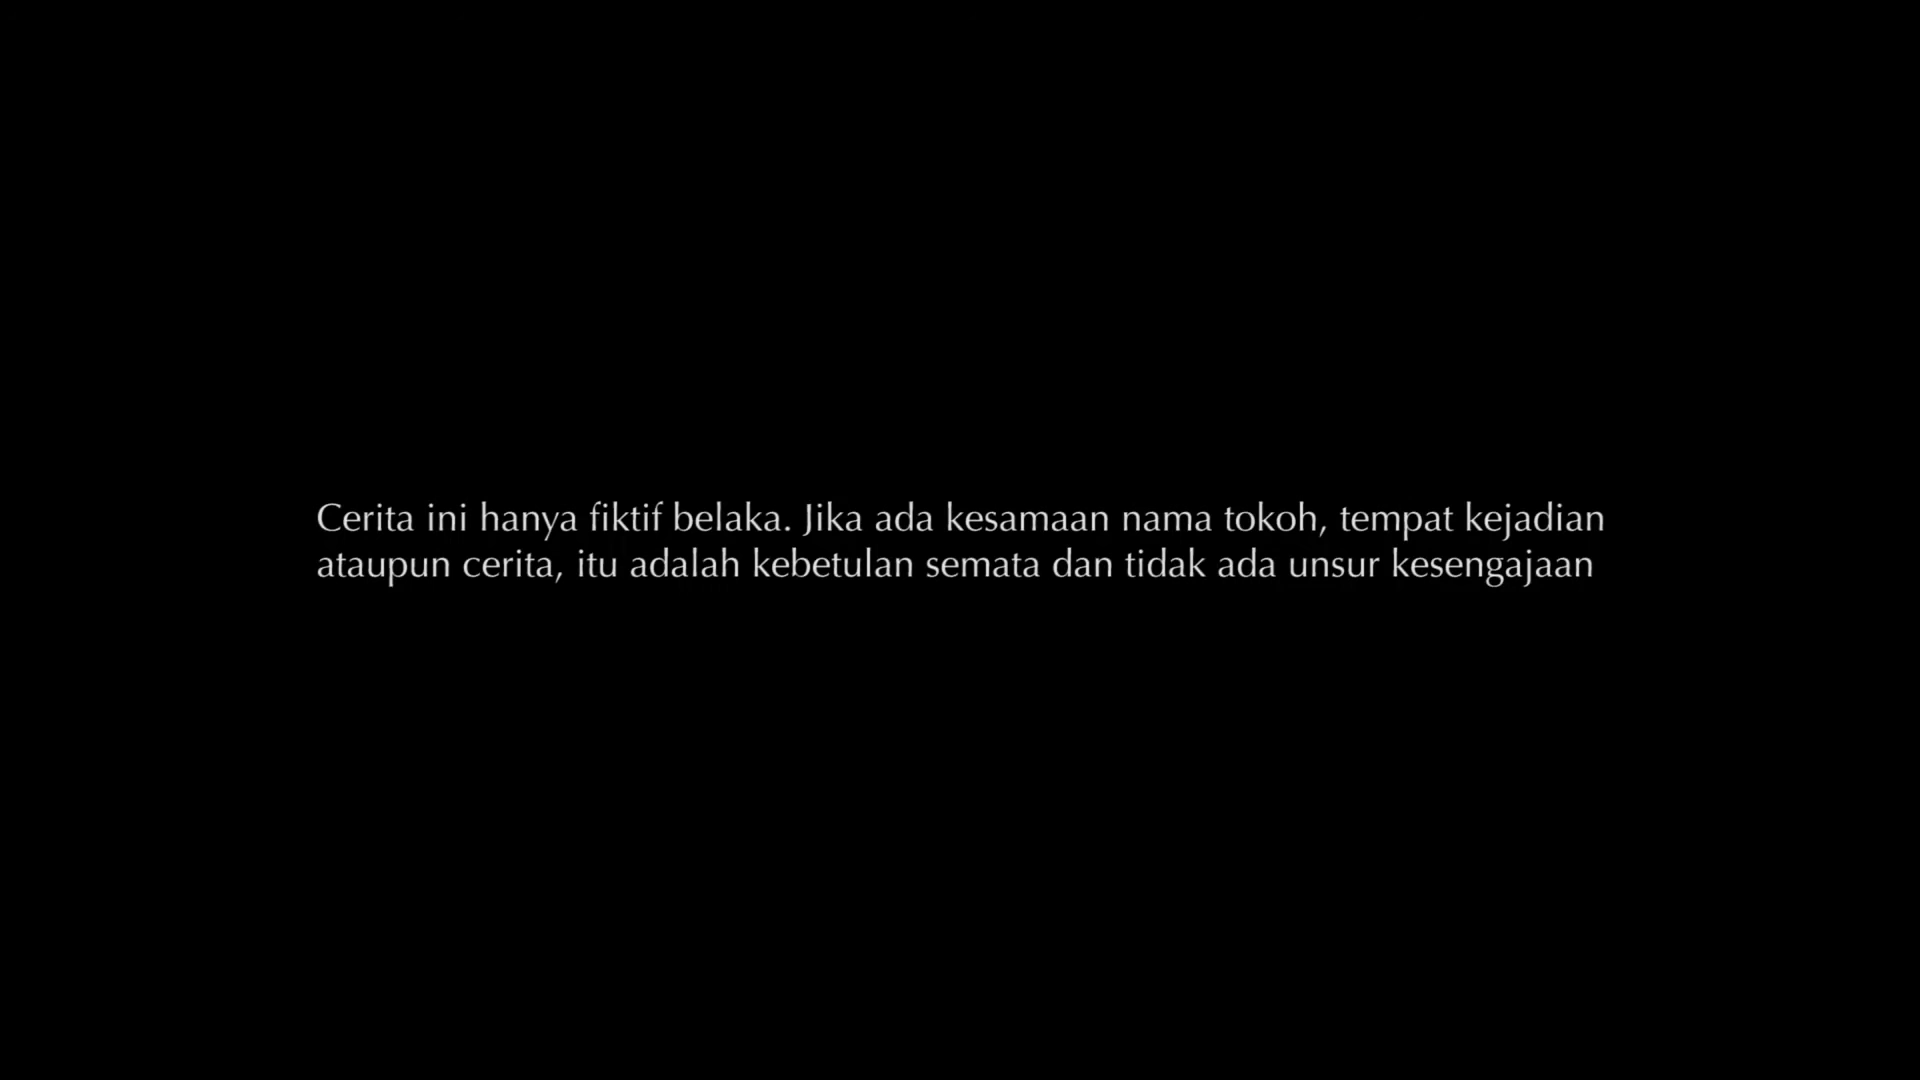 Cerita ini hanya fiktif belaka. Jika ada kesamaan nama tokoh, tempat kejadian
ataupun cerita, itu adalah kebetulan semata dan tidak ada unsur kesengajaan